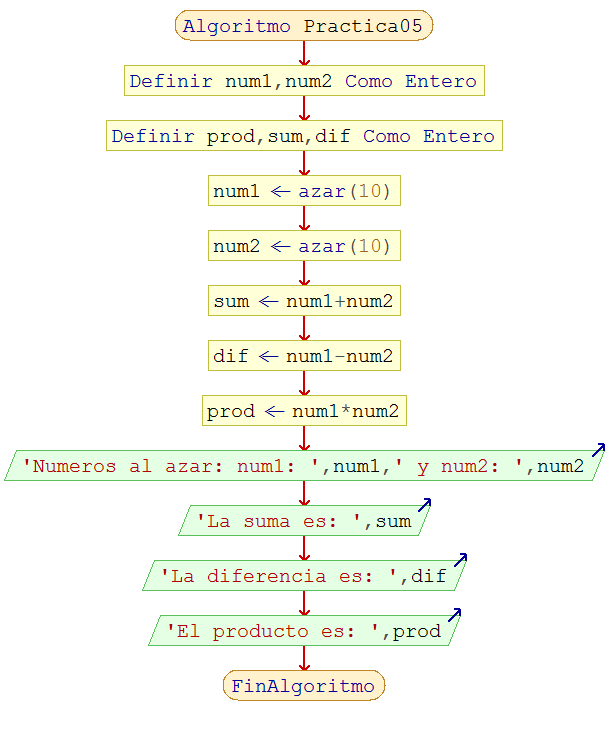 Algoritmo Practica05
Definir num1,num2 Como Entero
Definir prod,sum,dif Como Entero
num1 ← azar(10)
num2 ← azar(10)
sum ← num1+num2
dif ← num1-num2
prod ← num1*num2
'Numeros al azar: num1: ',num1,' y num2: ',num2
'La suma es: ',sum
'La diferencia es: ',dif
'El producto es: ',prod
FinAlgoritmo